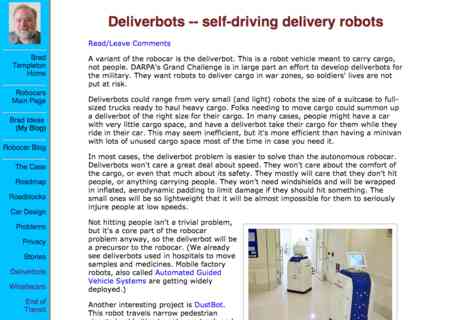 Deliverbots -- self-driving delivery robots
Brad
Templeton
Home
Robocars
Main Page
Brad Ideas
(My Blog)
Robocar Blog
The Case
Roadmap
Roadblocks
Car Design
Problems
Privacy
Stories
Deliverbots
Whistlecars
End of
Transit
Read/Leave Comments
A variant of the robocar is the deliverbot. This is a robot vehicle meant to carry cargo,
not people. DARPA's Grand Challenge is in large part an effort to develop deliverbots for
the military. They want robots to deliver cargo in war zones, so soldiers' lives are not
put at risk.
Deliverbots could range from very small (and light) robots the size of a suitcase to full-
sized trucks ready to haul heavy cargo. Folks needing to move cargo could summon up
a deliverbot of the right size for their cargo. In many cases, people might have a car
with very little cargo space, and have a deliverbot take their cargo for them while they
ride in their car. This may seem inefficient, but it's more efficient than having a minivan
with lots of unused cargo space most of the time in case you need it.
In most cases, the deliverbot problem is easier to solve than the autonomous robocar.
Deliverbots won't care a great deal about speed. They won't care about the comfort of
the cargo, or even that much about its safety. They mostly will care that they don't hit
people, or anything carrying people. They won't need windshields and will be wrapped
in inflated, aerodynamic padding to limit damage if they should hit something. The
small ones will be so lightweight that it will be almost impossible for them to seriously
injure people at low speeds.
Not hitting people isn't a trivial problem,
but it's a core part of the robocar
problem anyway, so the deliverbot will be
a precursor to the robocar. (We already
see deliverbots used in hospitals to move
samples and medicines. Mobile factory
robots, also called Automated Guided
Vehicle Systems are getting widely
deployed.)
Another interesting project is DustBot.
This robot travels narrow pedestrian